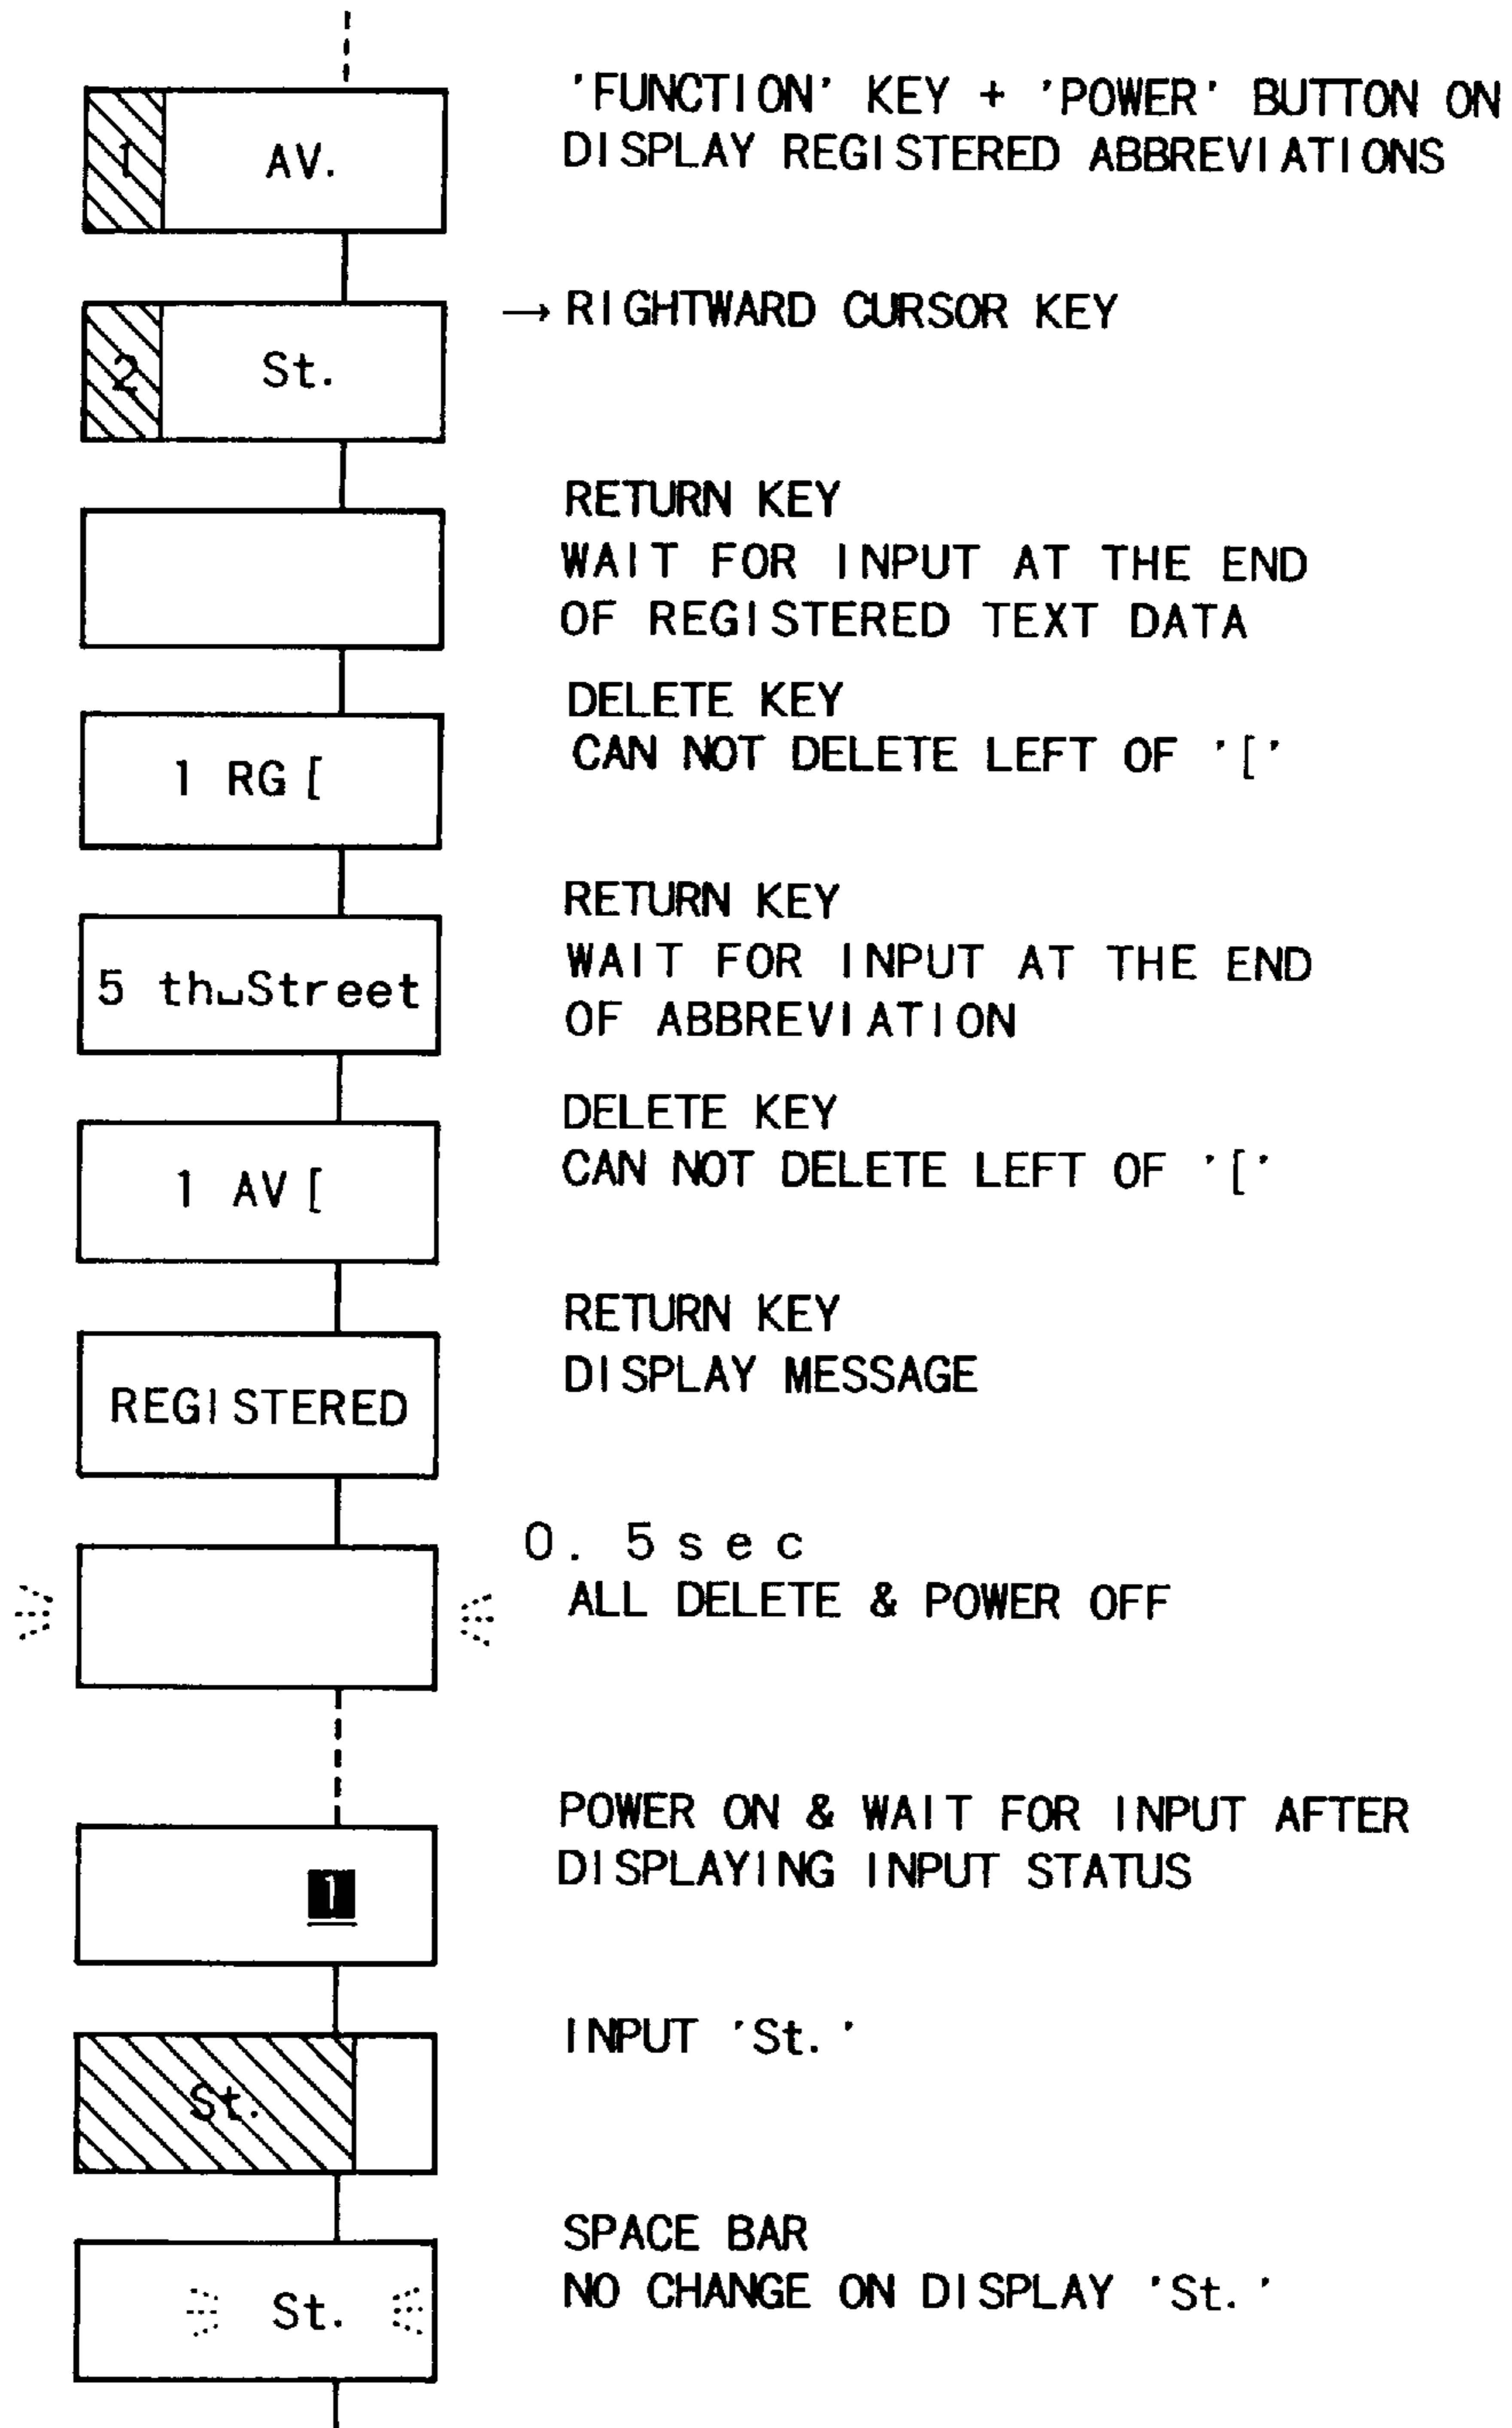 'FUNCTION' KEY + 'POWER' BUTTON ON
DISPLAY REGISTERED ABBREVIATIONS
1 AV.
→ RIGHTWARD CURSOR KEY
2 St.
RETURN KEY
WAIT FOR INPUT AT THE END
OF REGISTERED TEXT DATA
DELETE KEY
CAN NOT DELETE LEFT OF '['
1 RG [
RETURN KEY
WAIT FOR INPUT AT THE END
OF ABBREVIATION
5 th␣Street
DELETE KEY
CAN NOT DELETE LEFT OF '['
1 AV [
RETURN KEY
DISPLAY MESSAGE
REGISTERED
0. 5 sec
ALL DELETE & POWER OFF
POWER ON & WAIT FOR INPUT AFTER
DISPLAYING INPUT STATUS
1
INPUT 'St.'
St.
SPACE BAR
NO CHANGE ON DISPLAY 'St.'
St.